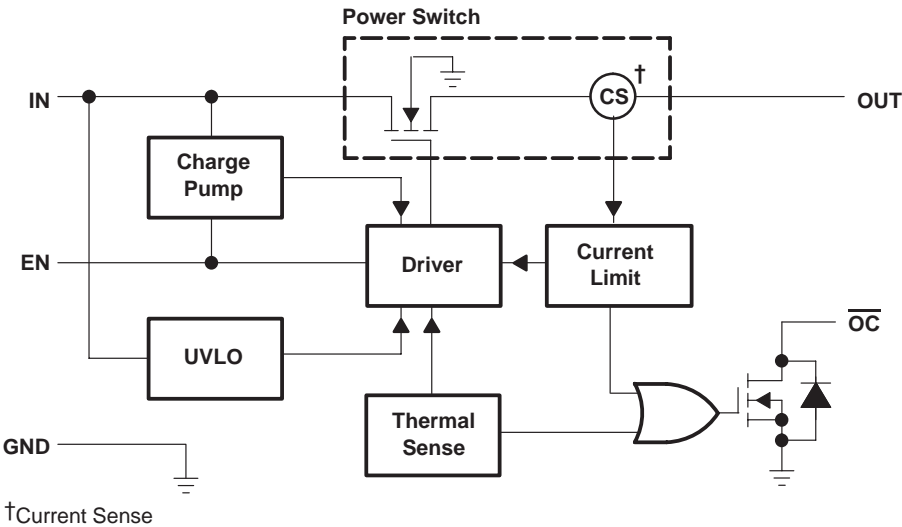 Power Switch
†
IN
CS
OUT
Charge
Pump
EN
Driver
Current
Limit
OC
UVLO
Thermal
Sense
GND
†Current Sense